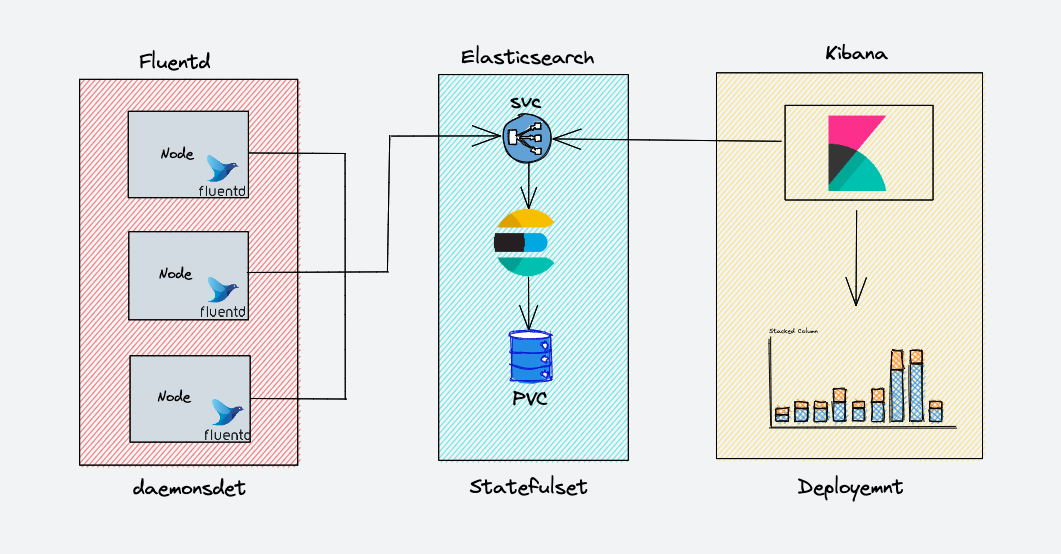 Fluentd
Elasticsearch
Kibana
Node
fluentd
Node
fluentd
Node
fluentd
svc
PVC
Stacked Column
daemonsdet
Statefulset
Deployemnt